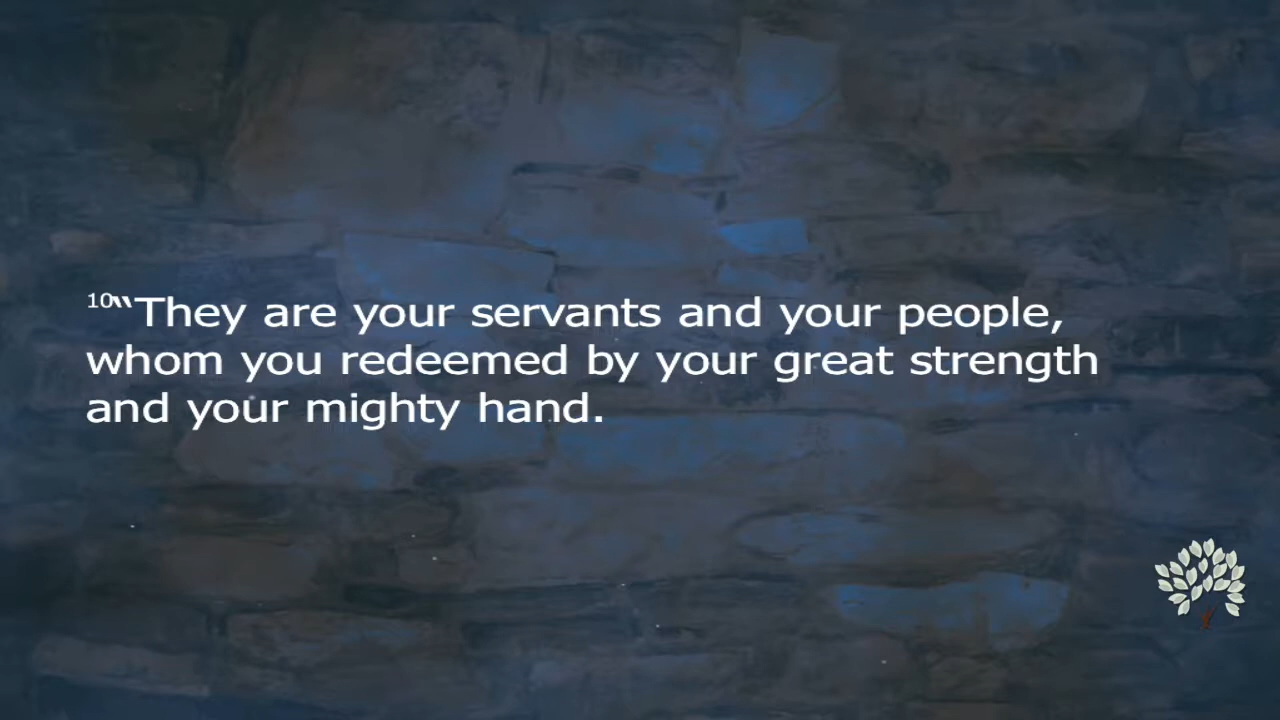 10“They are your servants and your people,
whom you redeemed by your great strength
and your mighty hand.